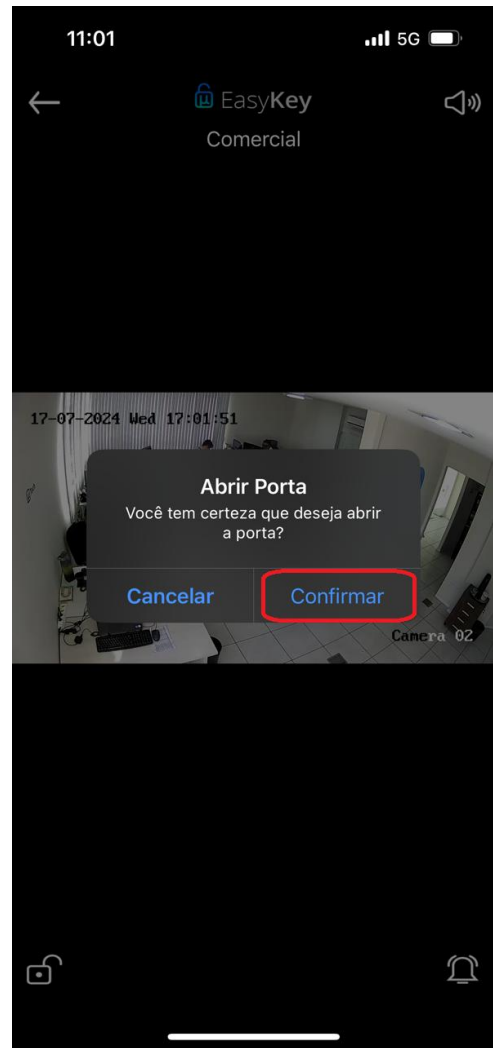 11:01 5G
EasyKey
Comercial
17-07-2024 Wed 17:01:51
Abrir Porta
Você tem certeza que deseja abrir
a porta?
Cancelar Confirmar
Camera 02